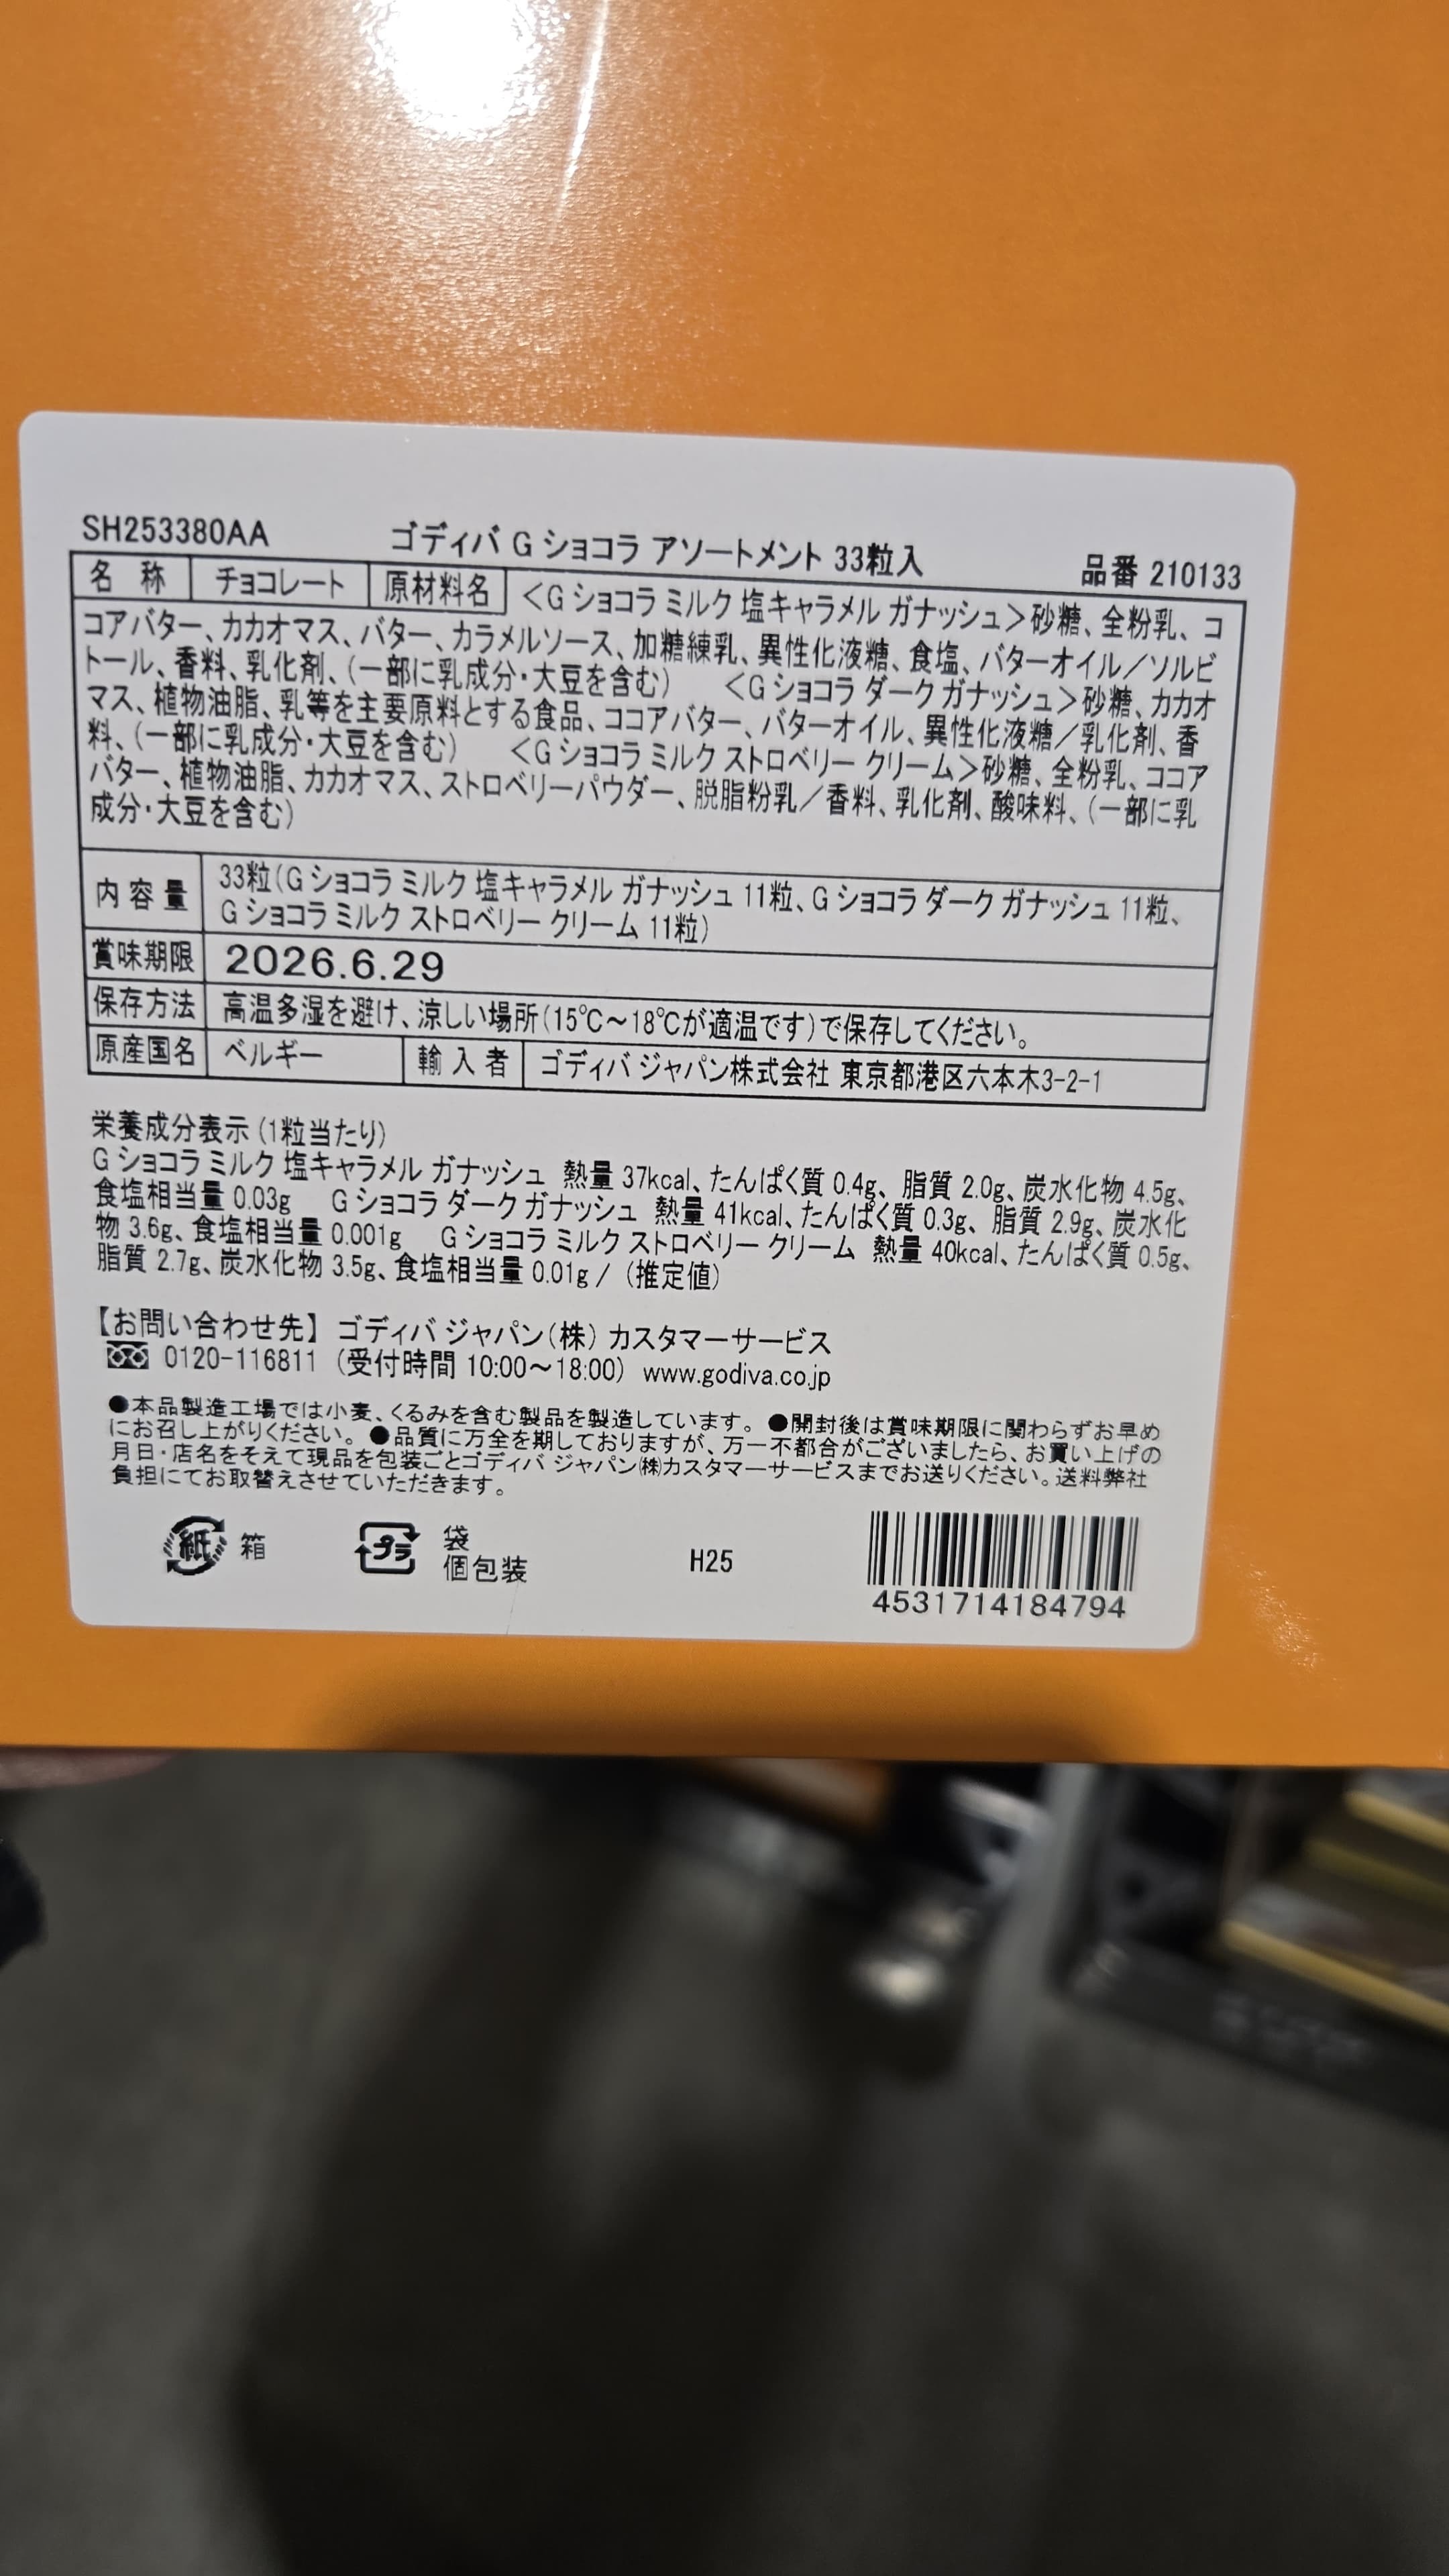 SH253380AA ゴディバ G ショコラ アソートメント 33粒入 品番 210133
名 称 チョコレート 原材料名 <G ショコラ ミルク 塩キャラメル ガナッシュ>砂糖、全粉乳、コ
コアバター、カカオマス、バター、カラメルソース、加糖練乳、異性化液糖、食塩、バターオイル/ソルビ
トール、香料、乳化剤、(一部に乳成分・大豆を含む) <G ショコラ ダーク ガナッシュ>砂糖、カカオ
マス、植物油脂、乳等を主要原料とする食品、ココアバター、バターオイル、異性化液糖/乳化剤、香
料、(一部に乳成分・大豆を含む) <G ショコラ ミルク ストロベリー クリーム>砂糖、全粉乳、ココア
バター、植物油脂、カカオマス、ストロベリーパウダー、脱脂粉乳/香料、乳化剤、酸味料、(一部に乳
成分・大豆を含む)
内容量 33粒(G ショコラ ミルク 塩キャラメル ガナッシュ 11粒、G ショコラ ダーク ガナッシュ 11粒、
G ショコラ ミルク ストロベリー クリーム 11粒)
賞味期限 2026.6.29
保存方法 高温多湿を避け、涼しい場所(15℃〜18℃が適温です)で保存してください。
原産国名 ベルギー 輸入者 ゴディバ ジャパン株式会社 東京都港区六本木3-2-1
栄養成分表示(1粒当たり)
G ショコラ ミルク 塩キャラメル ガナッシュ 熱量 37kcal、たんぱく質 0.4g、脂質 2.0g、炭水化物 4.5g、
食塩相当量 0.03g G ショコラ ダーク ガナッシュ 熱量 41kcal、たんぱく質 0.3g、脂質 2.9g、炭水化
物 3.6g、食塩相当量 0.001g G ショコラ ミルク ストロベリー クリーム 熱量 40kcal、たんぱく質 0.5g、
脂質 2.7g、炭水化物 3.5g、食塩相当量 0.01g / (推定値)
【お問い合わせ先】 ゴディバ ジャパン(株) カスタマーサービス
0120-116811 (受付時間 10:00〜18:00) www.godiva.co.jp
●本品製造工場では小麦、くるみを含む製品を製造しています。●開封後は賞味期限に関わらずお早め
にお召し上がりください。●品質に万全を期しておりますが、万一不都合がございましたら、お買い上げの
月日・店名をそえて現品を包装ごとゴディバ ジャパン㈱カスタマーサービスまでお送りください。送料弊社
負担にてお取替えさせていただきます。
紙 箱 プラ 袋
個包装
H25
4531714184794